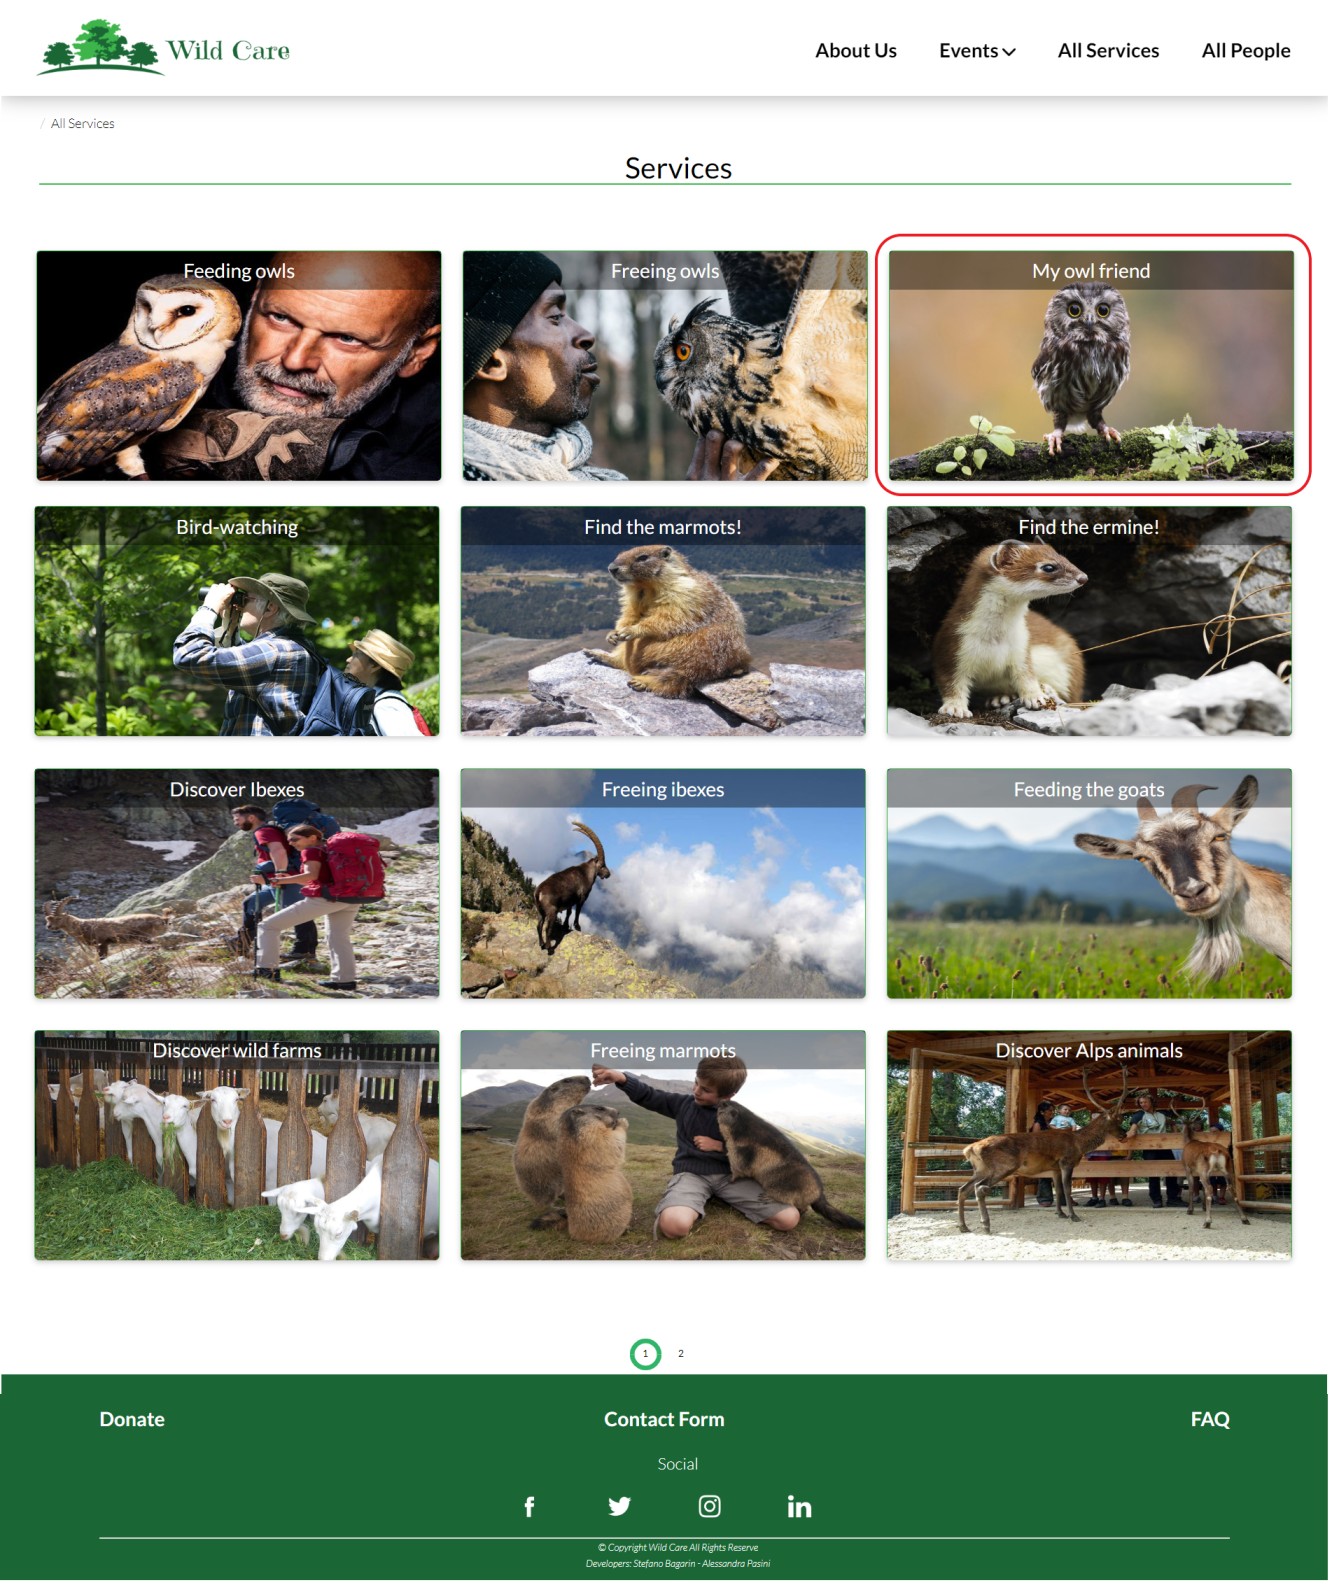 Wild Care
About Us Events All Services All People
/ All Services
Services
Feeding owls
Freeing owls
My owl friend
Bird-watching
Find the marmots!
Find the ermine!
Discover Ibexes
Freeing ibexes
Feeding the goats
Discover wild farms
Freeing marmots
Discover Alps animals
1 2
Donate
Contact Form
FAQ
Social
© Copyright Wild Care All Rights Reserve
Developers: Stefano Bagarin - Alessandra Pasini